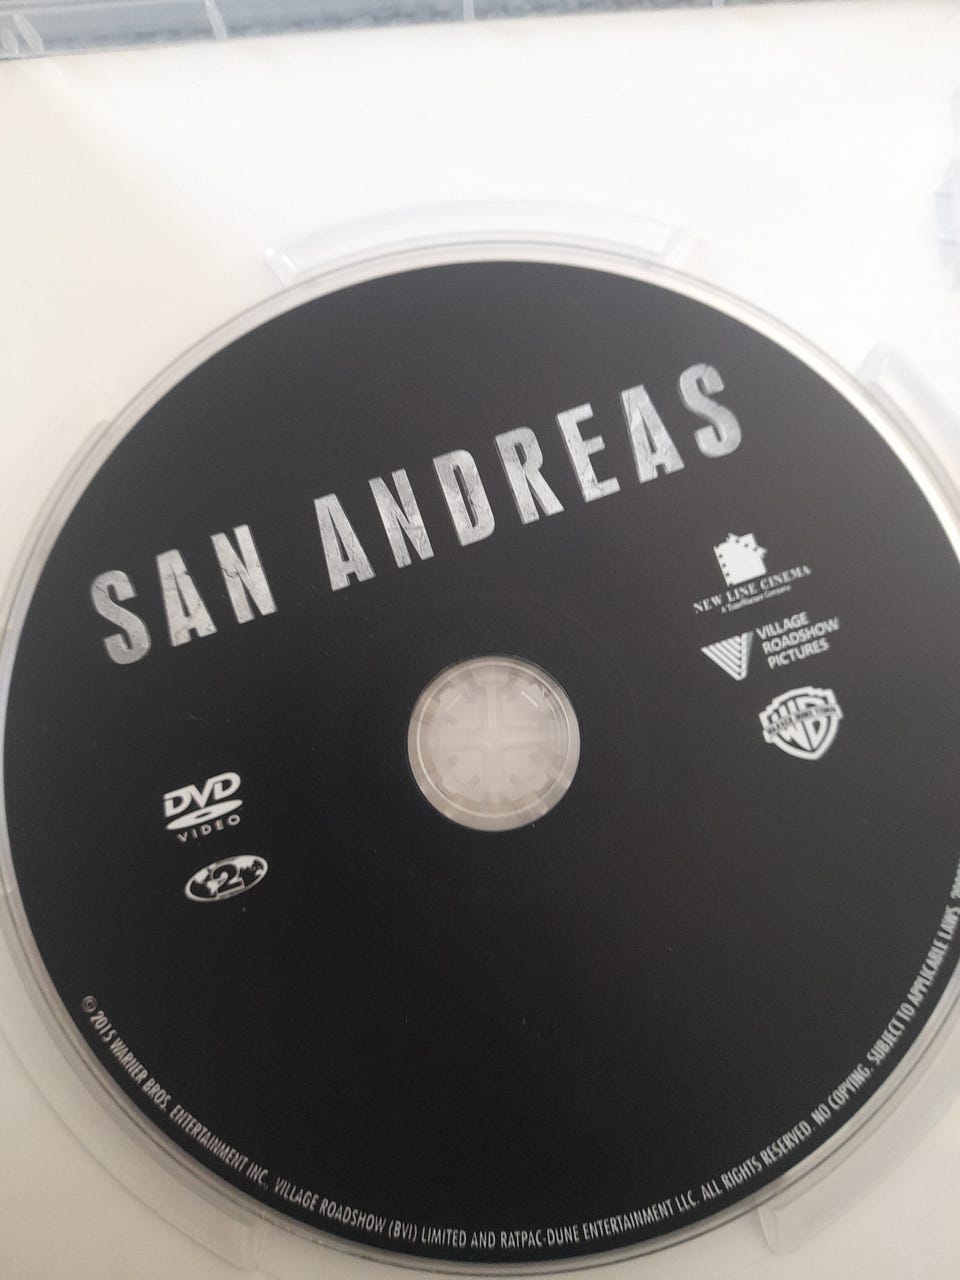 SAN ANDREAS
NEW LINE CINEMA
A TimeWarner Company
VILLAGE
ROADSHOW
PICTURES
WB
DVD
VIDEO
2
© 2015 WARNER BROS. ENTERTAINMENT INC. VILLAGE ROADSHOW (BVI) LIMITED AND RATPAC-DUNE ENTERTAINMENT LLC. ALL RIGHTS RESERVED. NO COPYING. SUBJECT TO APPLICABLE LAWS.